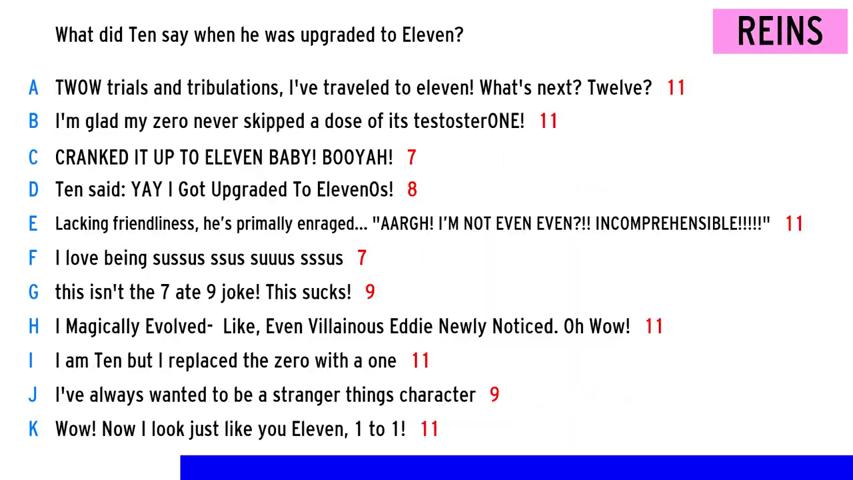 What did Ten say when he was upgraded to Eleven?
REINS
A TWOW trials and tribulations, I've traveled to eleven! What's next? Twelve? 11
B I'm glad my zero never skipped a dose of its testosterONE! 11
C CRANKED IT UP TO ELEVEN BABY! BOOYAH! 7
D Ten said: YAY I Got Upgraded To ElevenOs! 8
E Lacking friendliness, he's primally enraged... "AARGH! I'M NOT EVEN EVEN?!! INCOMPREHENSIBLE!!!!!" 11
F I love being sussus ssus suuus sssus 7
G this isn't the 7 ate 9 joke! This sucks! 9
H I Magically Evolved- Like, Even Villainous Eddie Newly Noticed. Oh Wow! 11
I I am Ten but I replaced the zero with a one 11
J I've always wanted to be a stranger things character 9
K Wow! Now I look just like you Eleven, 1 to 1! 11